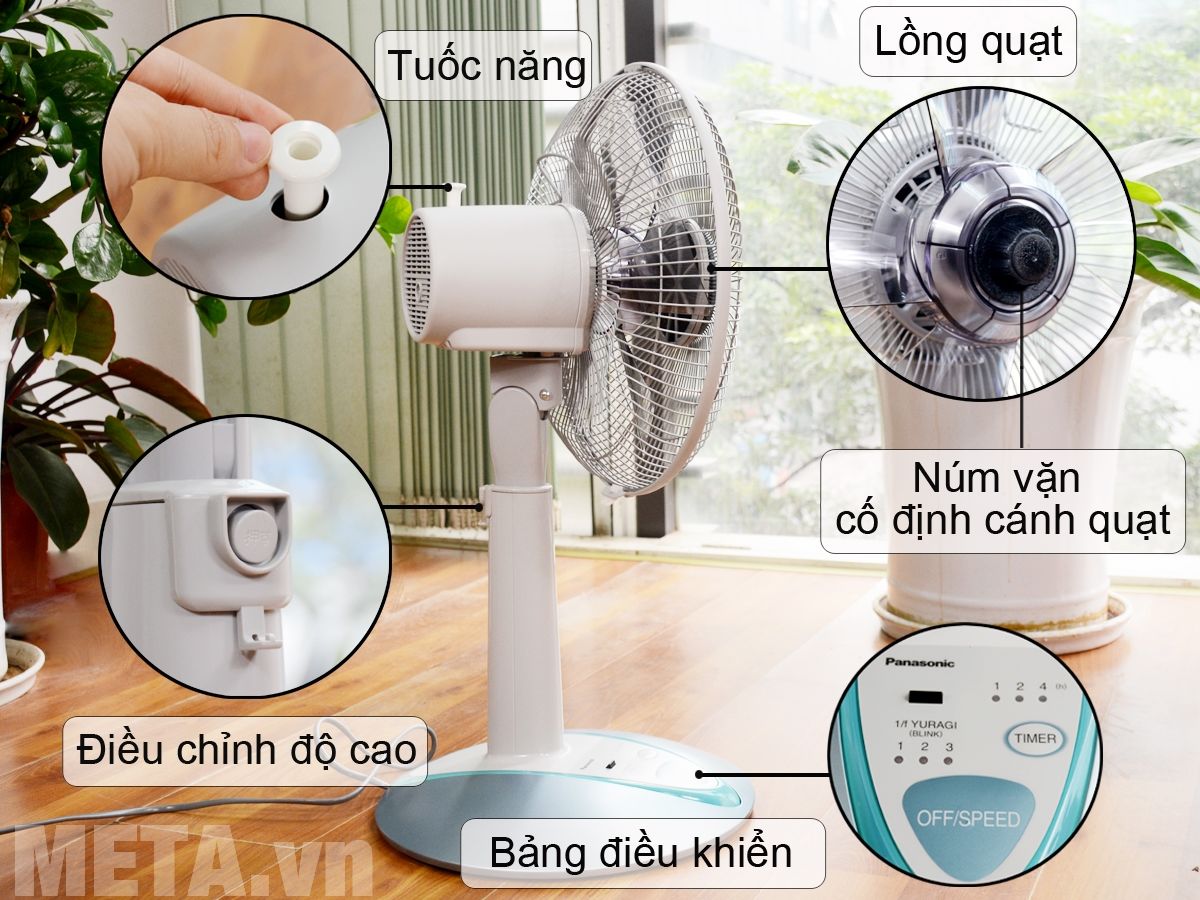 Tuốc năng
Lồng quạt
Núm vặn
cố định cánh quạt
Điều chỉnh độ cao
Panasonic
1 2 4 (h)
1/f YURAGI
(BLINK)
1 2 3
TIMER
OFF/SPEED
Bảng điều khiển
META.vn